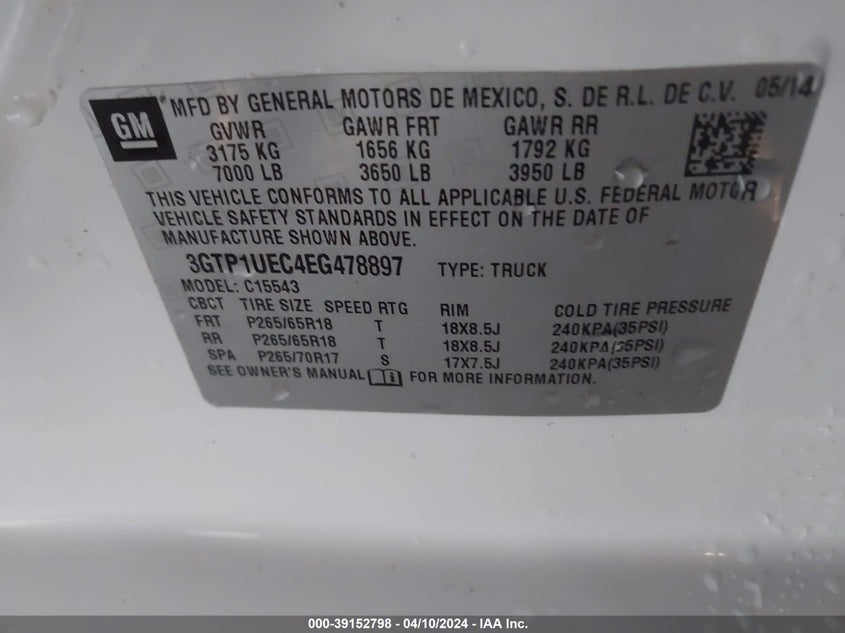 GM MFD BY GENERAL MOTORS DE MEXICO, S. DE R.L. DE C.V. 05/14
GVWR GAWR FRT GAWR RR
3175 KG 1656 KG 1792 KG
7000 LB 3650 LB 3950 LB
THIS VEHICLE CONFORMS TO ALL APPLICABLE U.S. FEDERAL MOTOR
VEHICLE SAFETY STANDARDS IN EFFECT ON THE DATE OF
MANUFACTURE SHOWN ABOVE.
3GTP1UEC4EG478897 TYPE: TRUCK
MODEL: C15543
CBCT TIRE SIZE SPEED RTG RIM COLD TIRE PRESSURE
FRT P265/65R18 T 18X8.5J 240KPA(35PSI)
RR P265/65R18 T 18X8.5J 240KPA(35PSI)
SPA P265/70R17 S 17X7.5J 240KPA(35PSI)
SEE OWNER'S MANUAL FOR MORE INFORMATION.
000-39152798 - 04/10/2024 - IAA Inc.